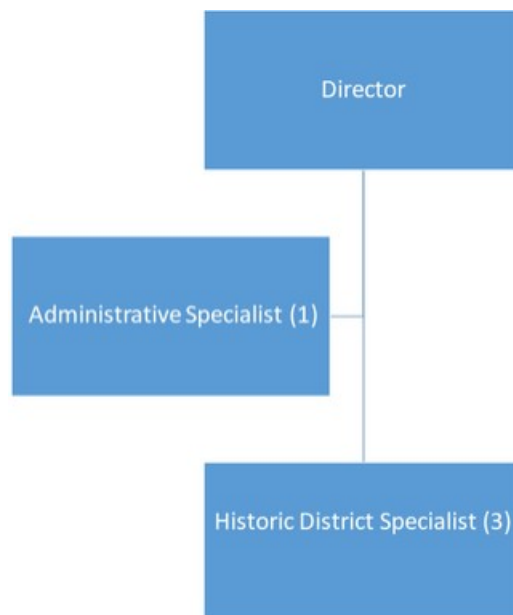 Director
Administrative Specialist (1)
Historic District Specialist (3)